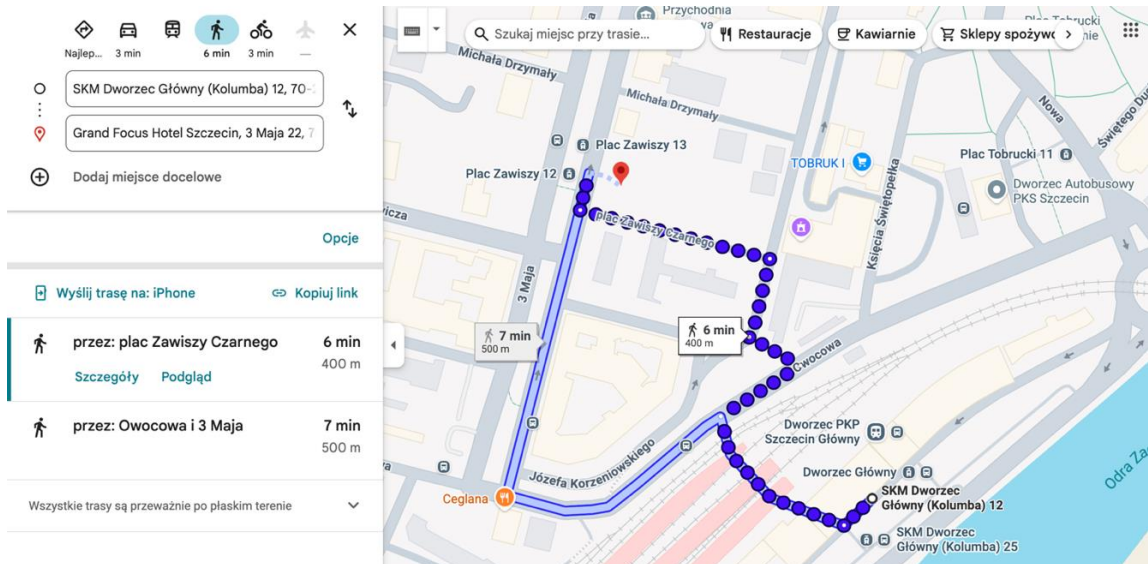 Najlep...
3 min
6 min
3 min
—
SKM Dworzec Główny (Kolumba) 12, 70-
Grand Focus Hotel Szczecin, 3 Maja 22, 7
Dodaj miejsce docelowe
Opcje
Wyślij trasę na: iPhone
Kopiuj link
przez: plac Zawiszy Czarnego
6 min
400 m
Szczegóły
Podgląd
przez: Owocowa i 3 Maja
7 min
500 m
Wszystkie trasy są przeważnie po płaskim terenie
Szukaj miejsc przy trasie...
Restauracje
Kawiarnie
Sklepy spożywc
Przychodnia
Plac Tobrucki
Michała Drzymały
Michała Drzymały
Nowa
Świętego Du
Plac Zawiszy 13
Plac Zawiszy 12
TOBRUK I
Plac Tobrucki 11
Dworzec Autobusowy
PKS Szczecin
Księcia Świętopełka
wicza
plac Zawiszy Czarnego
3 Maja
7 min
500 m
6 min
400 m
Owocowa
Dworzec PKP
Szczecin Główny
Józefa Korzeniowskiego
Dworzec Główny
Odra Za
Ceglana
SKM Dworzec
Główny (Kolumba) 12
SKM Dworzec
Główny (Kolumba) 25